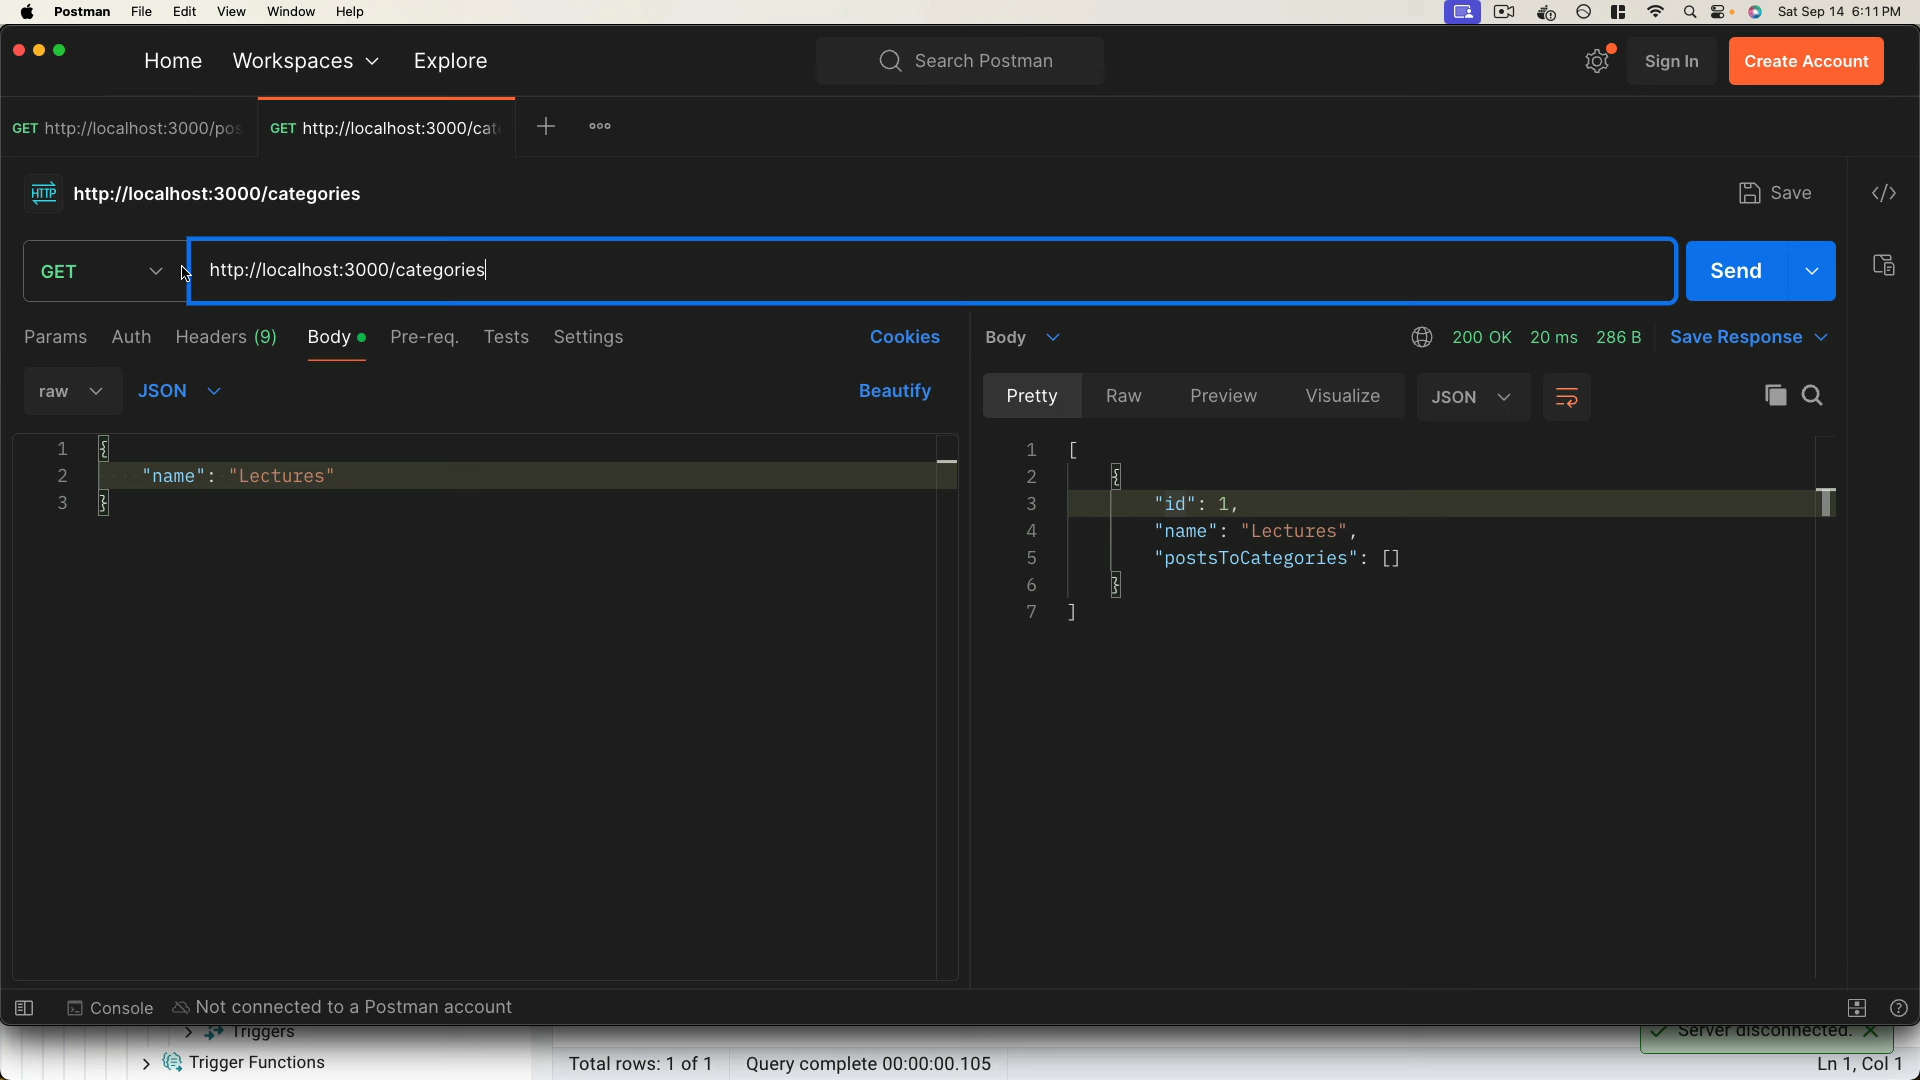 Postman File Edit View Window Help Sat Sep 14 6:11 PM
Home Workspaces Explore Search Postman Sign In Create Account
GET http://localhost:3000/pos GET http://localhost:3000/cat
HTTP http://localhost:3000/categories Save
GET http://localhost:3000/categories Send
Params Auth Headers (9) Body Pre-req. Tests Settings Cookies
Body 200 OK 20 ms 286 B Save Response
raw JSON Beautify
Pretty Raw Preview Visualize JSON
1 {
2 "name": "Lectures"
3 }
1 [
2 {
3 "id": 1,
4 "name": "Lectures",
5 "postsToCategories": []
6 }
7 ]
Console Not connected to a Postman account
Triggers
Server disconnected.
Trigger Functions
Total rows: 1 of 1 Query complete 00:00:00.105 Ln 1, Col 1